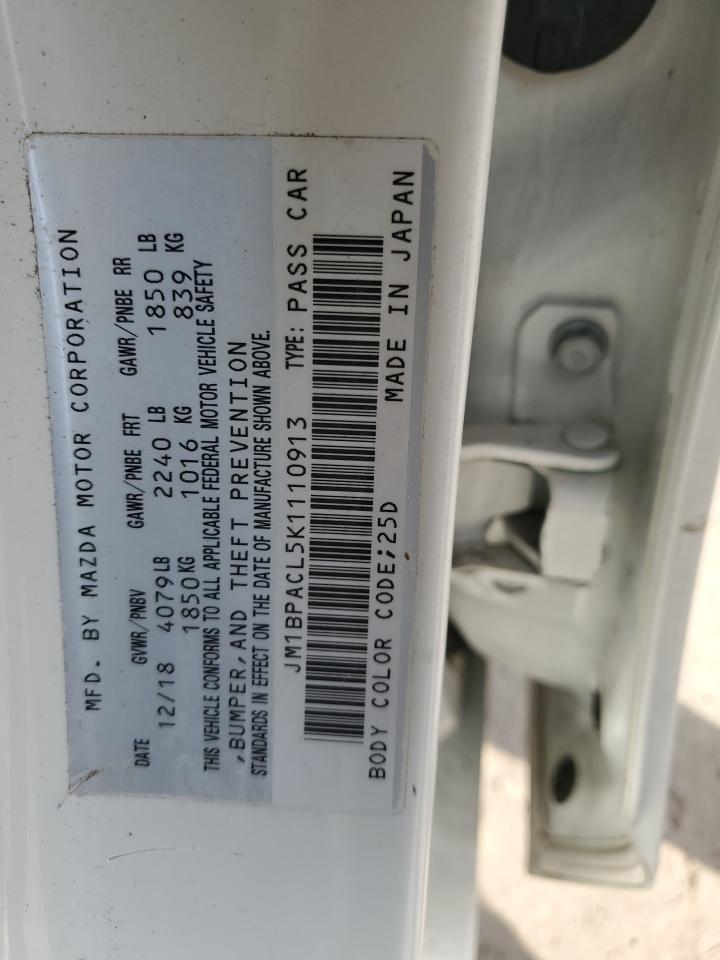 MFD. BY MAZDA MOTOR CORPORATION
DATE GVWR/PNBV GAWR/PNBE FRT GAWR/PNBE RR
12/18 4079LB 2240 LB 1850 LB
1850KG 1016 KG 839 KG
THIS VEHICLE CONFORMS TO ALL APPLICABLE FEDERAL MOTOR VEHICLE SAFETY
,BUMPER,AND THEFT PREVENTION
STANDARDS IN EFFECT ON THE DATE OF MANUFACTURE SHOWN ABOVE.
JM1BPACL5K1110913 TYPE: PASS CAR
BODY COLOR CODE;25D MADE IN JAPAN